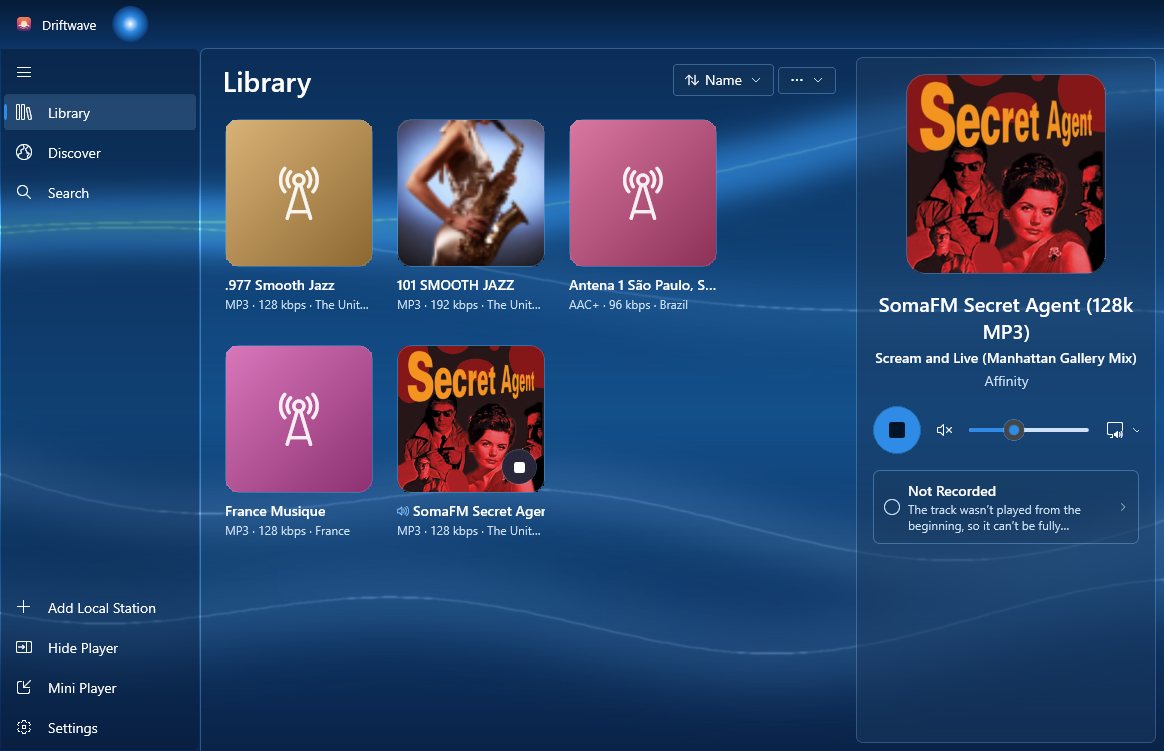 Driftwave
Library
Discover
Search
Add Local Station
Hide Player
Mini Player
Settings
Library
Name
.977 Smooth Jazz
MP3 · 128 kbps · The Unit...
101 SMOOTH JAZZ
MP3 · 192 kbps · The Unit...
Antena 1 São Paulo, S...
AAC+ · 96 kbps · Brazil
France Musique
MP3 · 128 kbps · France
Secret Agent
SomaFM Secret Ager
MP3 · 128 kbps · The Unit...
Secret Agent
SomaFM Secret Agent (128k
MP3)
Scream and Live (Manhattan Gallery Mix)
Affinity
Not Recorded
The track wasn't played from the
beginning, so it can't be fully...